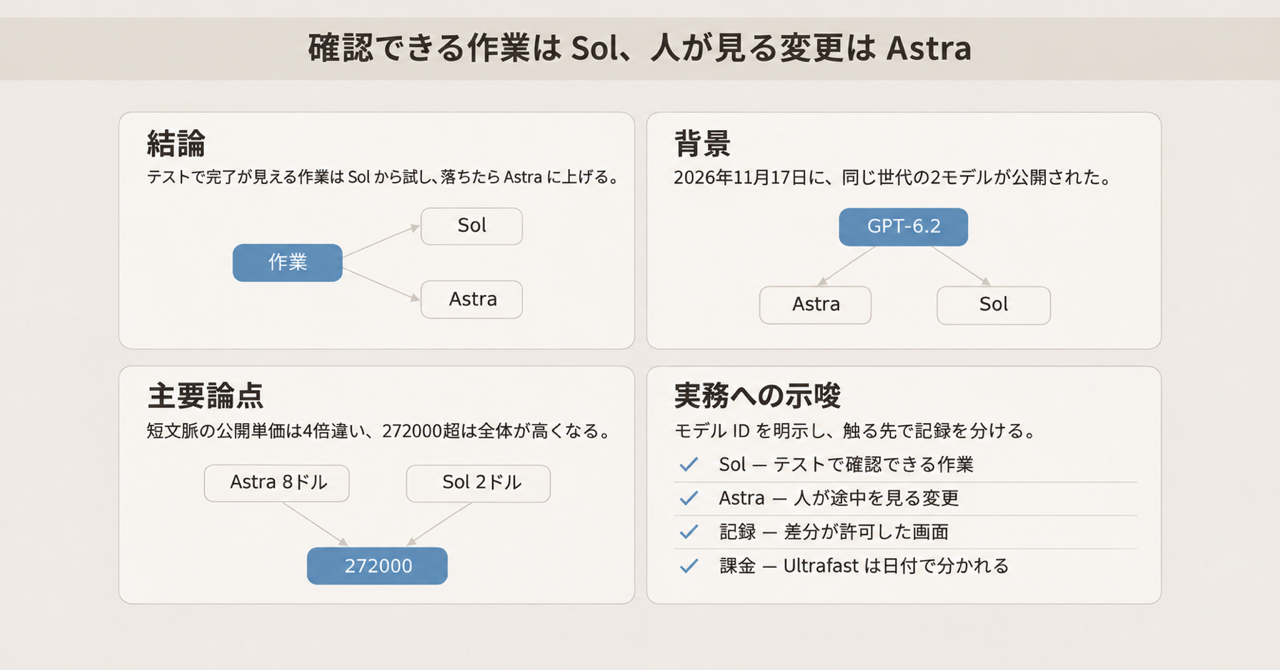 確認できる作業は Sol、人が見る変更は Astra
結論
テストで完了が見える作業は Sol から試し、落ちたら Astra に上げる。
作業
Sol
Astra
背景
2026年11月17日に、同じ世代の2モデルが公開された。
GPT-6.2
Astra
Sol
主要論点
短文脈の公開単価は4倍違い、272000超は全体が高くなる。
Astra 8ドル
Sol 2ドル
272000
実務への示唆
モデル ID を明示し、触る先で記録を分ける。
Sol — テストで確認できる作業
Astra — 人が途中を見る変更
記録 — 差分が許可した画面
課金 — Ultrafast は日付で分かれる